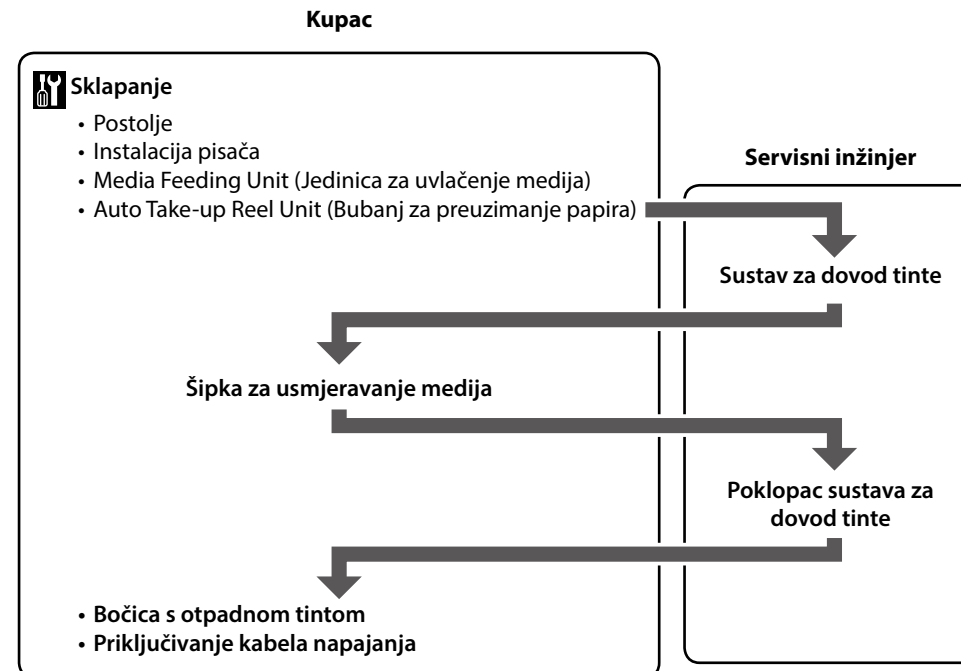 Kupac
Sklapanje
• Postolje
• Instalacija pisača
• Media Feeding Unit (Jedinica za uvlačenje medija)
• Auto Take-up Reel Unit (Bubanj za preuzimanje papira)
Servisni inžinjer
Sustav za dovod tinte
Šipka za usmjeravanje medija
Poklopac sustava za
dovod tinte
• Bočica s otpadnom tintom
• Priključivanje kabela napajanja